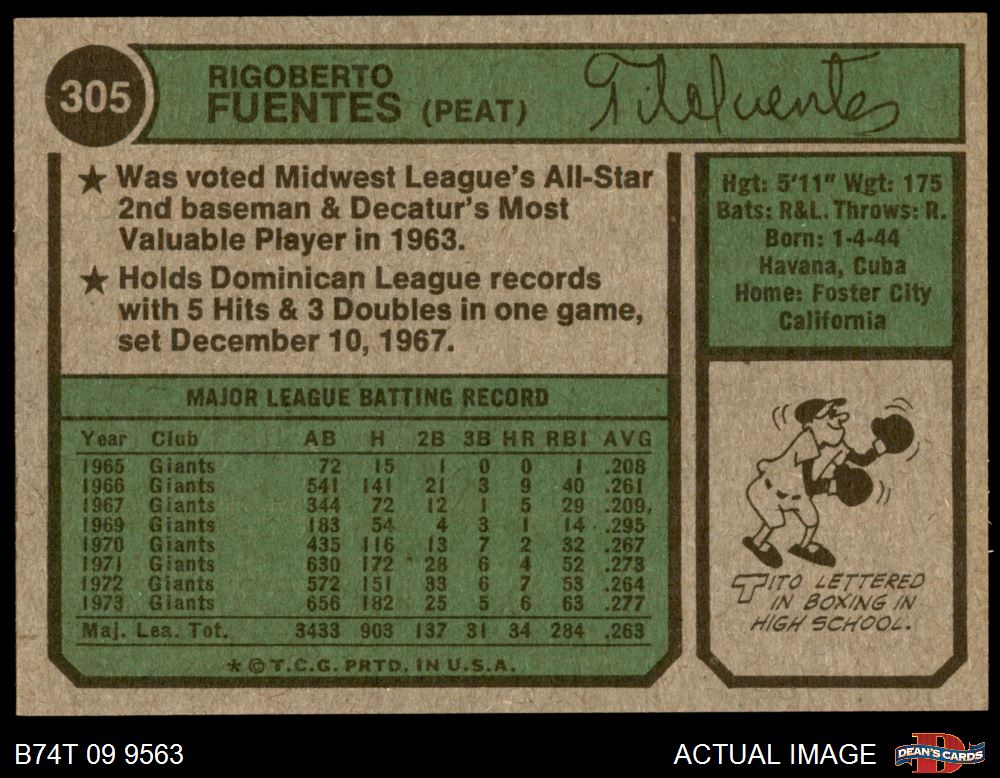 305
RIGOBERTO
FUENTES (PEAT)
Tito Fuentes
★ Was voted Midwest League's All-Star
2nd baseman & Decatur's Most
Valuable Player in 1963.
★ Holds Dominican League records
with 5 Hits & 3 Doubles in one game,
set December 10, 1967.
Hgt: 5'11" Wgt: 175
Bats: R&L. Throws: R.
Born: 1-4-44
Havana, Cuba
Home: Foster City
California
MAJOR LEAGUE BATTING RECORD
Year Club AB H 2B 3B HR RBI AVG
1965 Giants 72 15 1 0 0 1 .208
1966 Giants 541 141 21 3 9 40 .261
1967 Giants 344 72 12 1 5 29 .209
1969 Giants 183 54 4 3 1 14 .295
1970 Giants 435 116 13 7 2 32 .267
1971 Giants 630 172 28 6 4 52 .273
1972 Giants 572 151 33 6 7 53 .264
1973 Giants 656 182 25 5 6 63 .277
Maj. Lea. Tot. 3433 903 137 31 34 284 .263
* © T.C.G. PRTD. IN U.S.A.
TITO LETTERED
IN BOXING IN
HIGH SCHOOL.
B74T 09 9563
ACTUAL IMAGE
DEAN'S CARDS